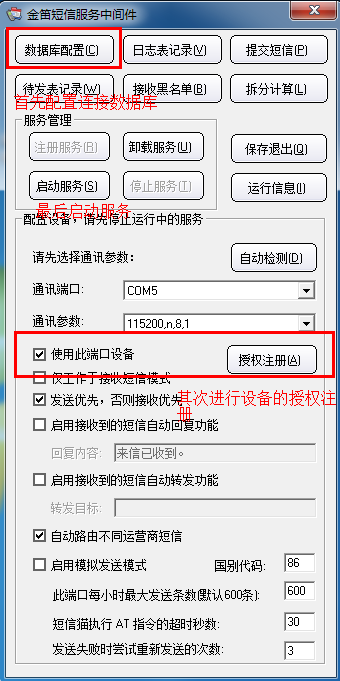 金笛短信服务中间件
数据库配置(C) 日志表记录(V) 提交短信(P)
待发表记录(W) 接收黑名单(B) 拆分计算(L)
首先配置连接数据库
服务管理
注册服务(R) 卸载服务(U) 保存退出(Q)
启动服务(S) 停止服务(T) 运行信息(I)
最后启动服务
配置设备，请先停止运行中的服务
请先选择通讯参数： 自动检测(D)
通讯端口: COM5
通讯参数: 115200,n,8,1
使用此端口设备 授权注册(A)
仅工作于接收短信模式
发送优先，否则接收优先
其次进行设备的授权注
册
启用接收到的短信自动回复功能
回复内容: 来信已收到。
启用接收到的短信自动转发功能
转发目标:
自动路由不同运营商短信
启用模拟发送模式 国别代码: 86
此端口每小时最大发送条数(默认600条): 600
短信猫执行 AT 指令的超时秒数: 30
发送失败时尝试重新发送的次数: 3